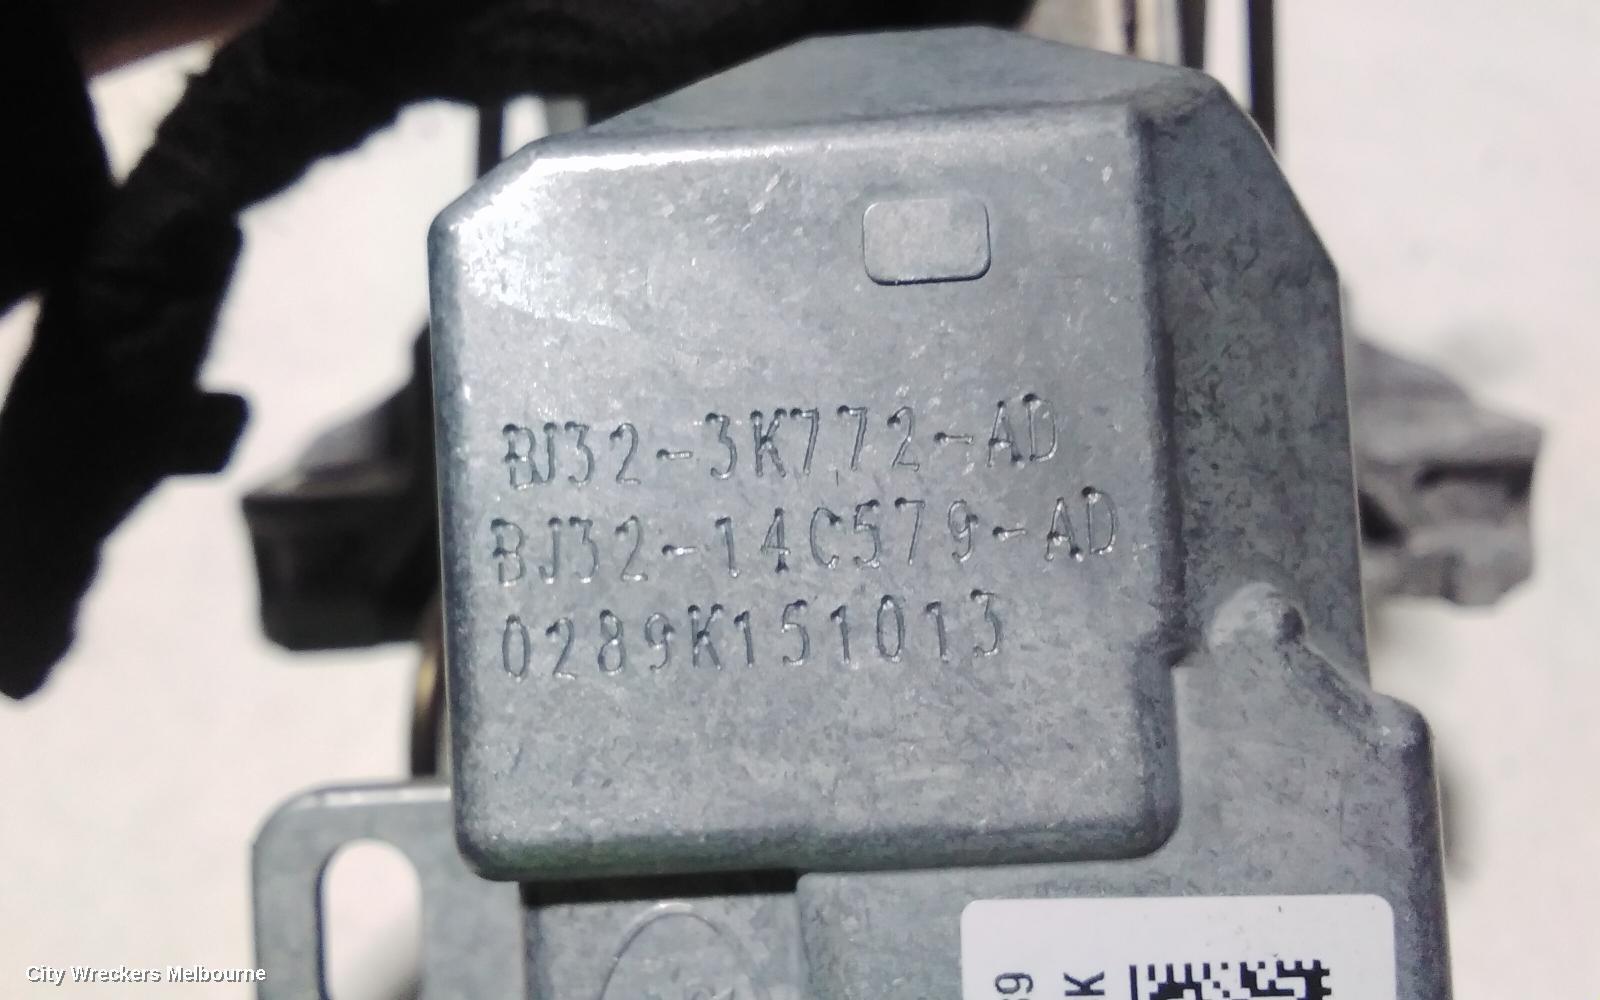 BJ32-3K772-AD
BJ32-14C579-AD
0289K151013
K
City Wreckers Melbourne